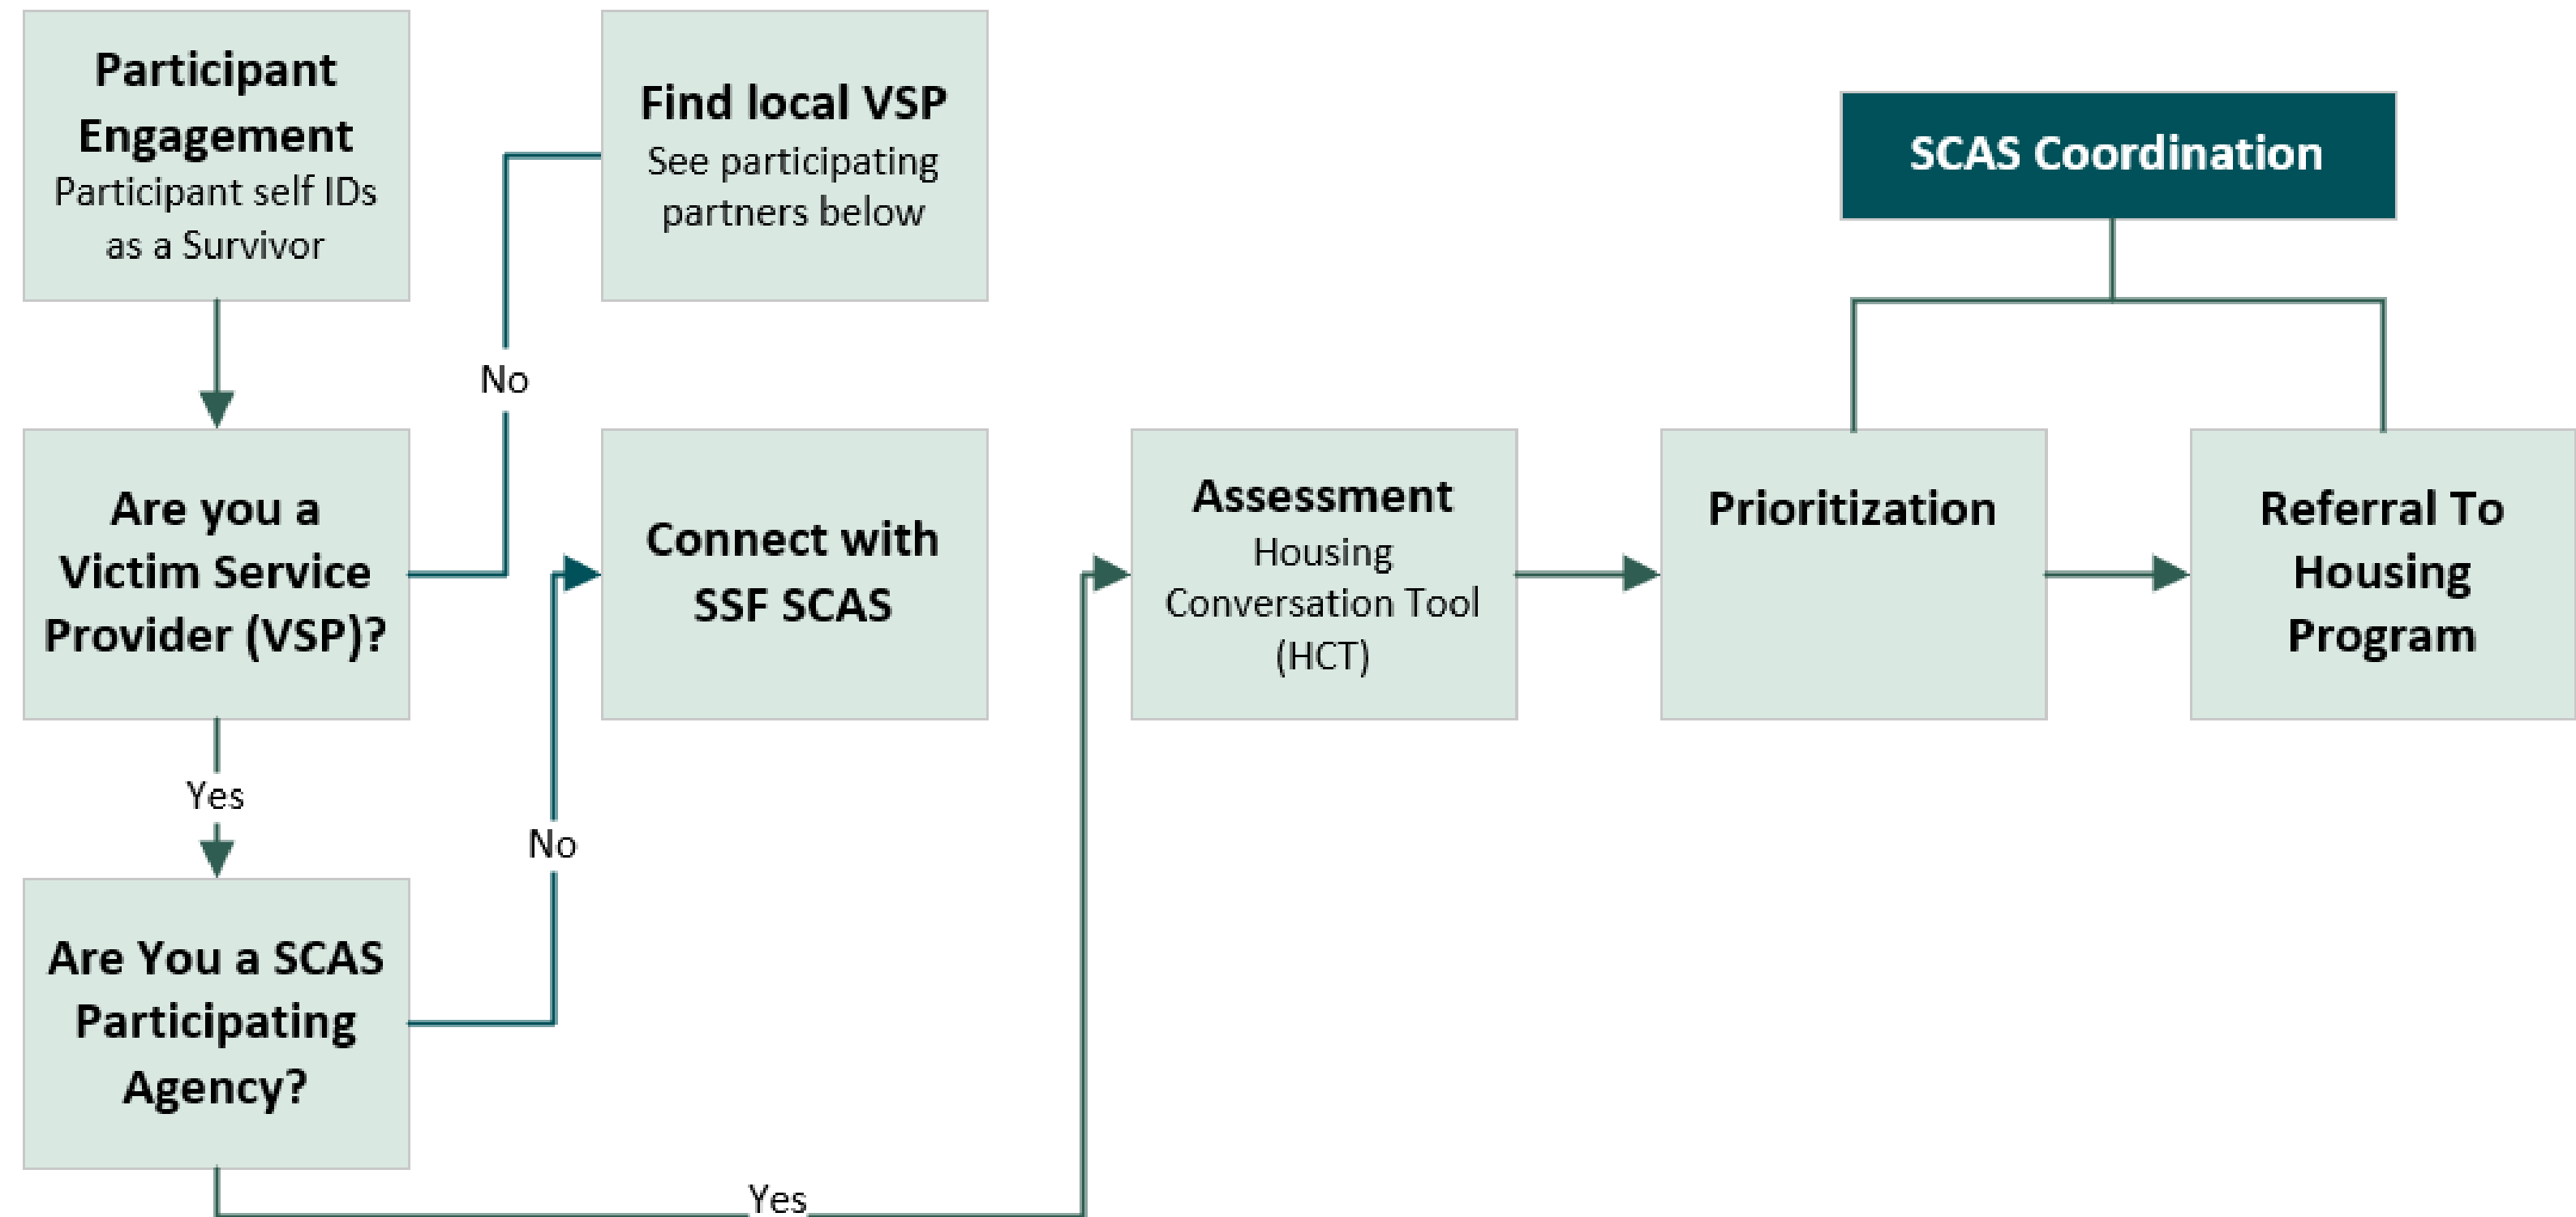 Participant
Engagement
Participant self IDs
as a Survivor
Find local VSP
See participating
partners below
SCAS Coordination
No
Are you a
Victim Service
Provider (VSP)?
Connect with
SSF SCAS
Assessment
Housing
Conversation Tool
(HCT)
Prioritization
Referral To
Housing
Program
Yes
No
Are You a SCAS
Participating
Agency?
Yes